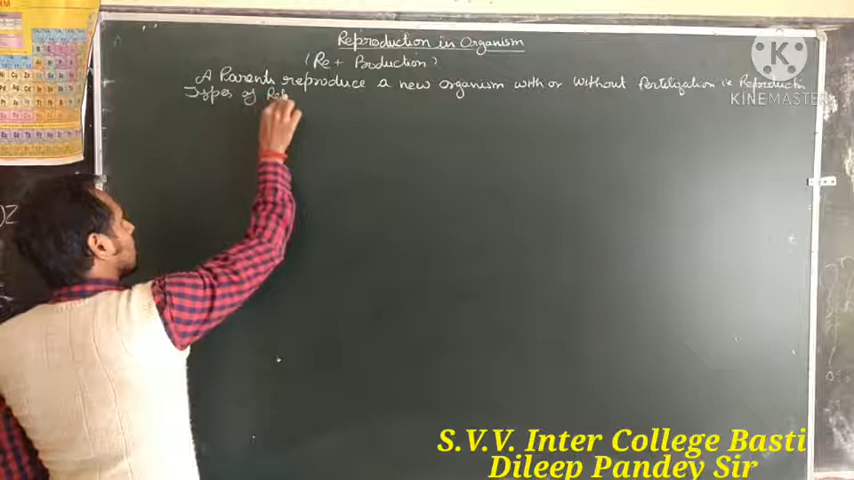 Reproduction in Organism
(Re + Production)
A Parents reproduce a new organism with or without fertilization i.e Reproduction
Types of Rep
K
KINEMASTER
S.V.V. Inter College Basti
Dileep Pandey Sir